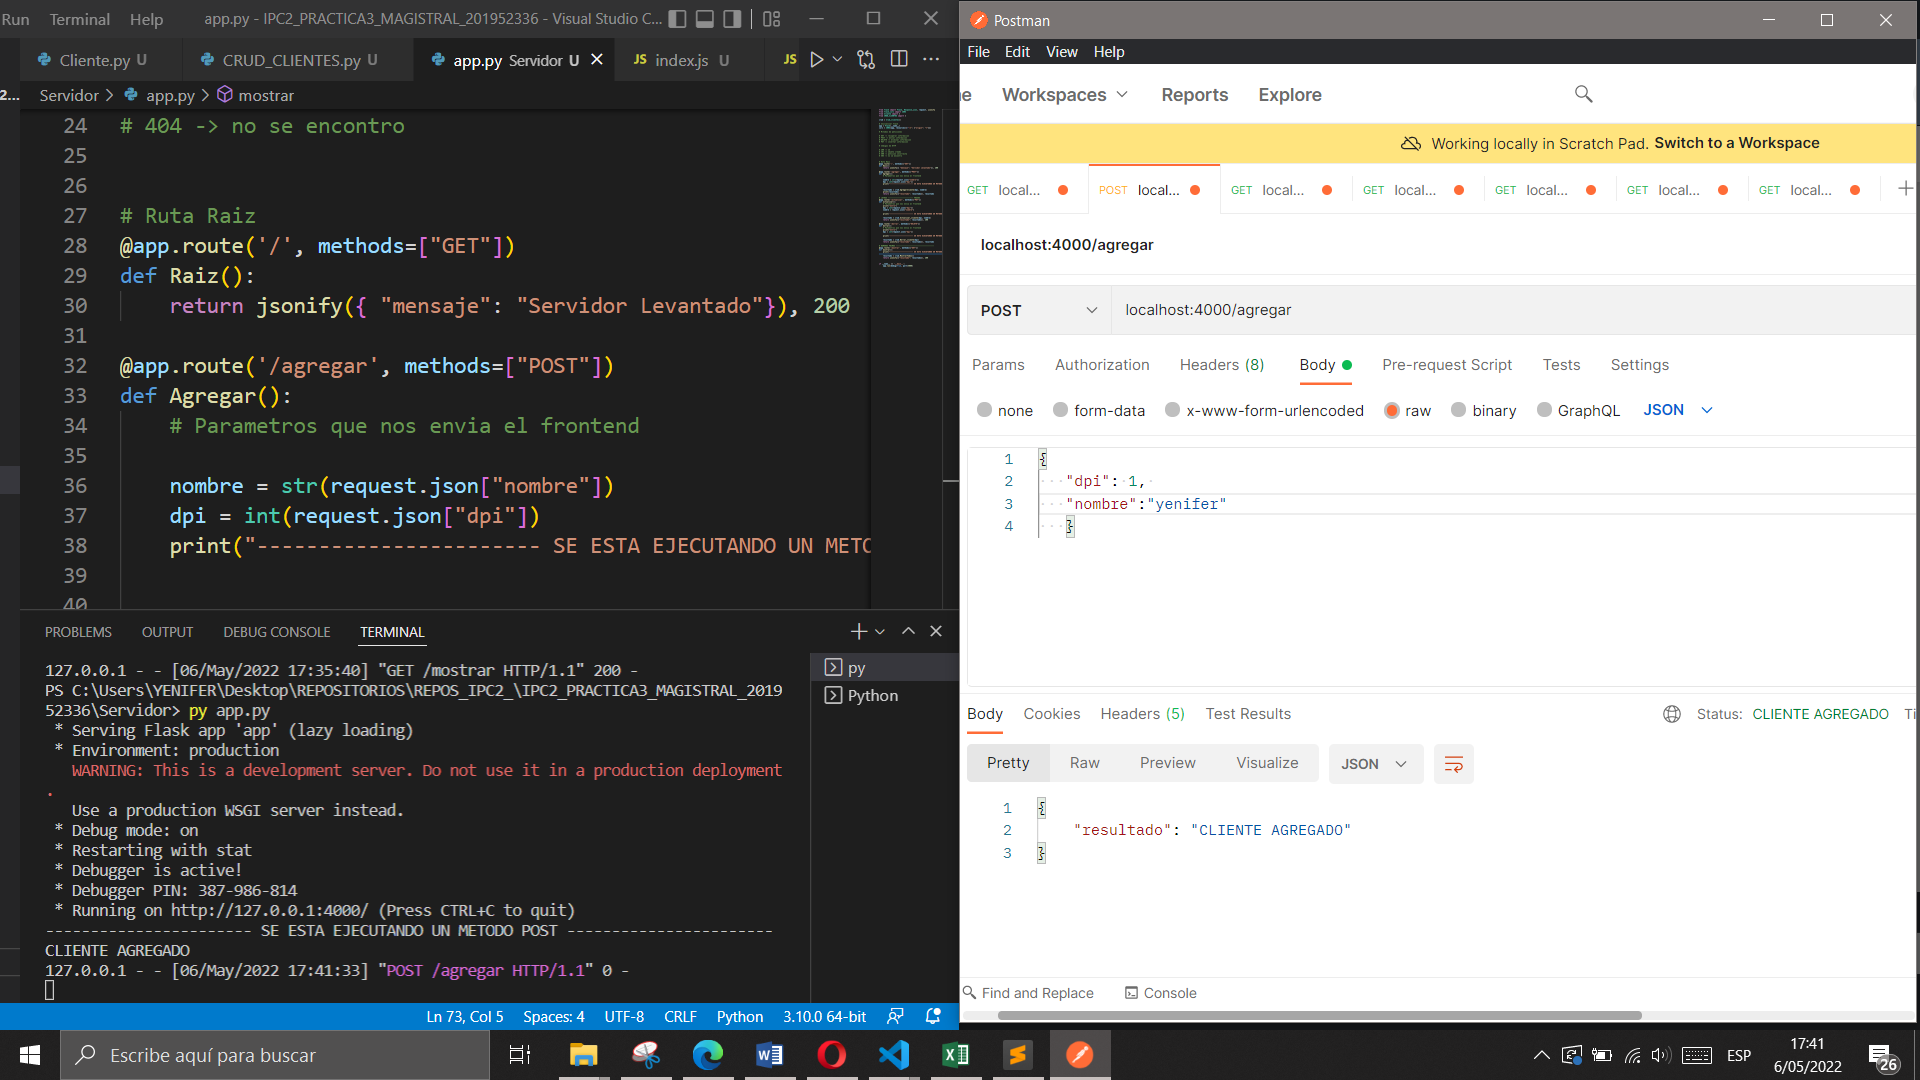 Run Terminal Help app.py - IPC2_PRACTICA3_MAGISTRAL_201952336 - Visual Studio C...
Cliente.py U CRUD_CLIENTES.py U app.py Servidor U index.js U JS
2... Servidor > app.py > mostrar
24 # 404 -> no se encontro
25
26
27 # Ruta Raiz
28 @app.route('/', methods=["GET"])
29 def Raiz():
30 return jsonify({ "mensaje": "Servidor Levantado"}), 200
31
32 @app.route('/agregar', methods=["POST"])
33 def Agregar():
34 # Parametros que nos envia el frontend
35
36 nombre = str(request.json["nombre"])
37 dpi = int(request.json["dpi"])
38 print("----------------------- SE ESTA EJECUTANDO UN METO
39
40
PROBLEMS OUTPUT DEBUG CONSOLE TERMINAL
127.0.0.1 - - [06/May/2022 17:35:40] "GET /mostrar HTTP/1.1" 200 -
PS C:\Users\YENIFER\Desktop\REPOSITORIOS\REPOS_IPC2_\IPC2_PRACTICA3_MAGISTRAL_2019
52336\Servidor> py app.py
* Serving Flask app 'app' (lazy loading)
* Environment: production
WARNING: This is a development server. Do not use it in a production deployment
.
Use a production WSGI server instead.
* Debug mode: on
* Restarting with stat
* Debugger is active!
* Debugger PIN: 387-986-814
* Running on http://127.0.0.1:4000/ (Press CTRL+C to quit)
----------------------- SE ESTA EJECUTANDO UN METODO POST -----------------------
CLIENTE AGREGADO
127.0.0.1 - - [06/May/2022 17:41:33] "POST /agregar HTTP/1.1" 0 -
py
Python
Ln 73, Col 5 Spaces: 4 UTF-8 CRLF Python 3.10.0 64-bit
Postman
File Edit View Help
ne Workspaces Reports Explore
Working locally in Scratch Pad. Switch to a Workspace
GET local... POST local... GET local... GET local... GET local... GET local... GET local...
localhost:4000/agregar
POST localhost:4000/agregar
Params Authorization Headers (8) Body Pre-request Script Tests Settings
none form-data x-www-form-urlencoded raw binary GraphQL JSON
1 {
2 "dpi": 1,
3 "nombre":"yenifer"
4 }
Body Cookies Headers (5) Test Results Status: CLIENTE AGREGADO Ti
Pretty Raw Preview Visualize JSON
1 {
2 "resultado": "CLIENTE AGREGADO"
3 }
Find and Replace Console
Escribe aquí para buscar
ESP
17:41
6/05/2022
26